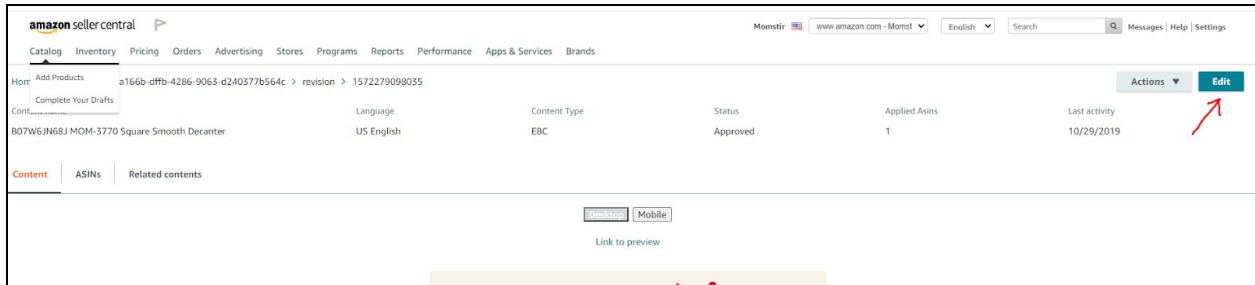 amazon seller central
Momstir
www.amazon.com - Momst
English
Search
Messages | Help | Settings
Catalog Inventory Pricing Orders Advertising Stores Programs Reports Performance Apps & Services Brands
Add Products
Complete Your Drafts
a166b-dffb-4286-9063-d240377b564c > revision > 1572279098035
Actions
Edit
Language Content Type Status Applied Asins Last activity
B07W6JN68J MOM-3770 Square Smooth Decanter US English EBC Approved 1 10/29/2019
Content ASINs Related contents
Desktop Mobile
Link to preview